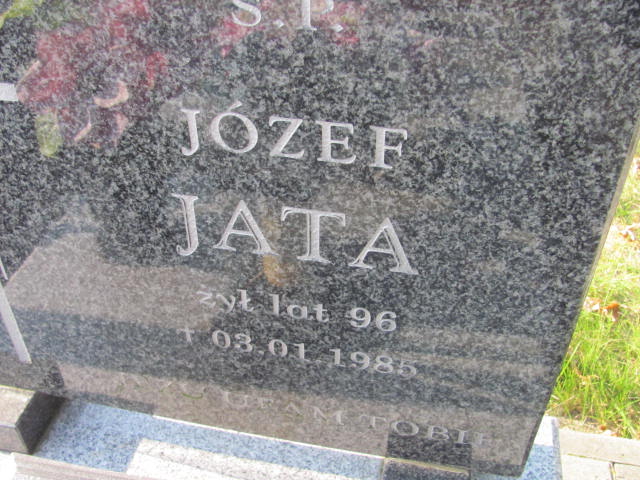 Ś.P.
JÓZEF
JATA
żył lat 96
† 03.01.1985
UFAM TOBIE